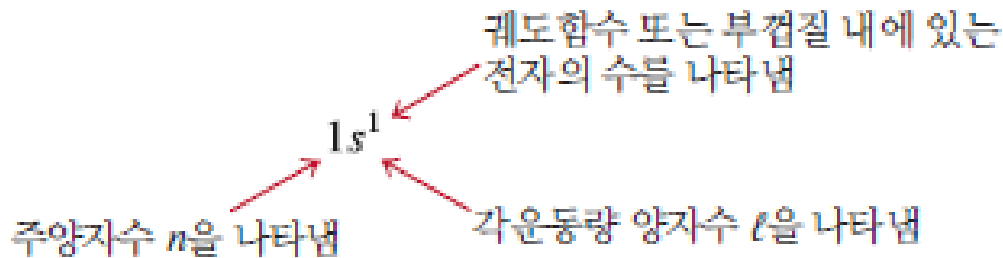 궤도함수 또는 부껍질 내에 있는
전자의 수를 나타냄
1s¹
주양자수 n을 나타냄
각운동량 양자수 ℓ을 나타냄